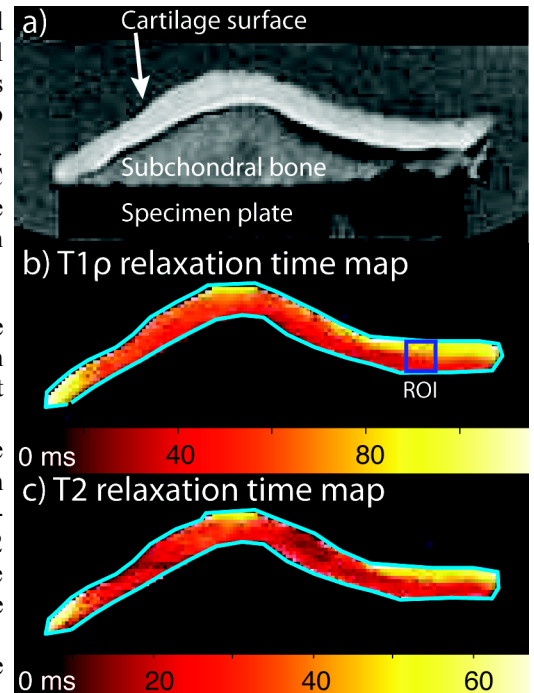 a) Cartilage surface
Subchondral bone
Specimen plate
b) T1ρ relaxation time map
ROI
0 ms 40 80
c) T2 relaxation time map
0 ms 20 40 60